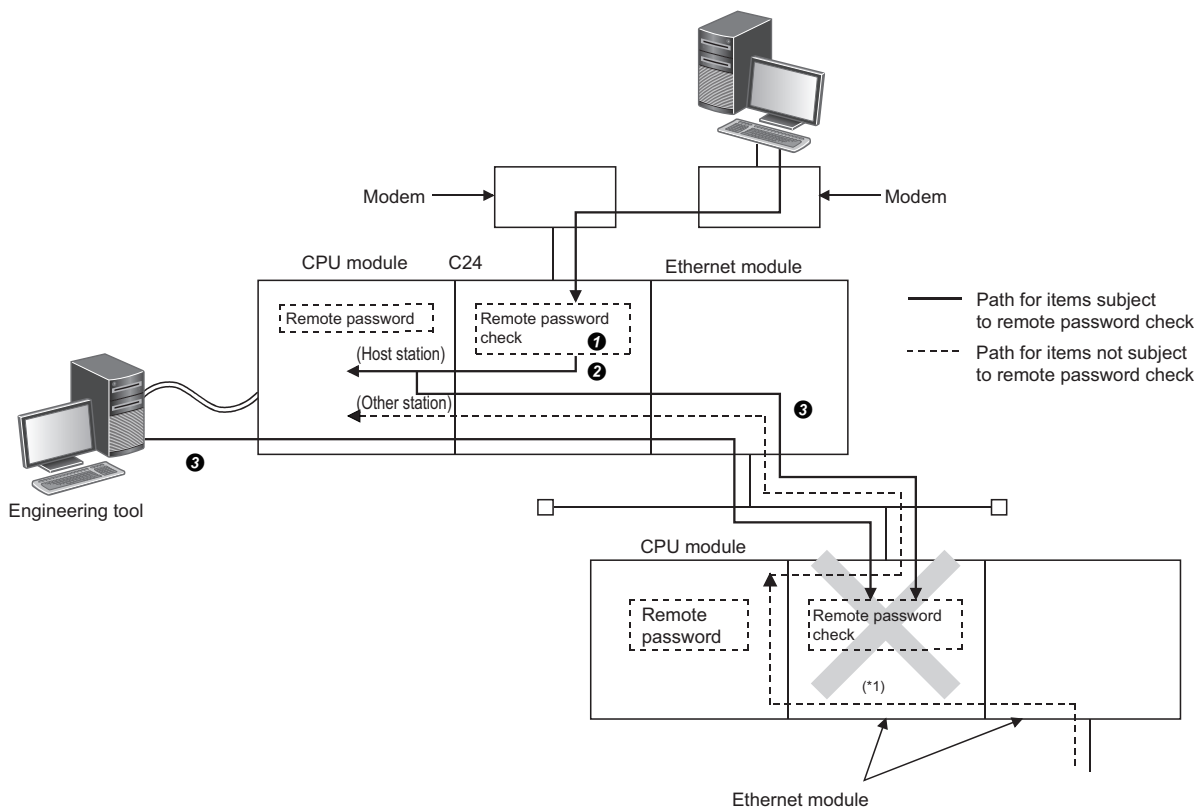 Modem
Modem
CPU module
C24
Ethernet module
Remote password
Remote password
check
❶
(Host station)
❷
(Other station)
❸
Path for items subject
to remote password check
Path for items not subject
to remote password check
❸
Engineering tool
CPU module
Remote
password
Remote password
check
(*1)
Ethernet module